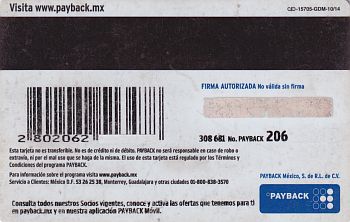 Visita www.payback.mx
CID-15705-GDM-10/14
FIRMA AUTORIZADA No válida sin firma
2802062
308 681 No. PAYBACK 206
Esta tarjeta no es transferible. No es de crédito ni de débito. PAYBACK no será responsable en caso de robo o
extravío, ni por el mal uso que se haga de la misma. El uso de esta tarjeta está regulado por los Términos y
Condiciones del programa PAYBACK.
Para información sobre el programa visita www.payback.mx
Servicio a Clientes: México D.F. 53 26 25 38, Monterrey, Guadalajara y otras ciudades 01-800-838-3570
PAYBACK México, S. de R.L. de C.V.
Consulta todos nuestros Socios vigentes, conoce y activa las ofertas que tenemos para ti
en payback.mx y en nuestra aplicación PAYBACK Móvil.
PAYBACK